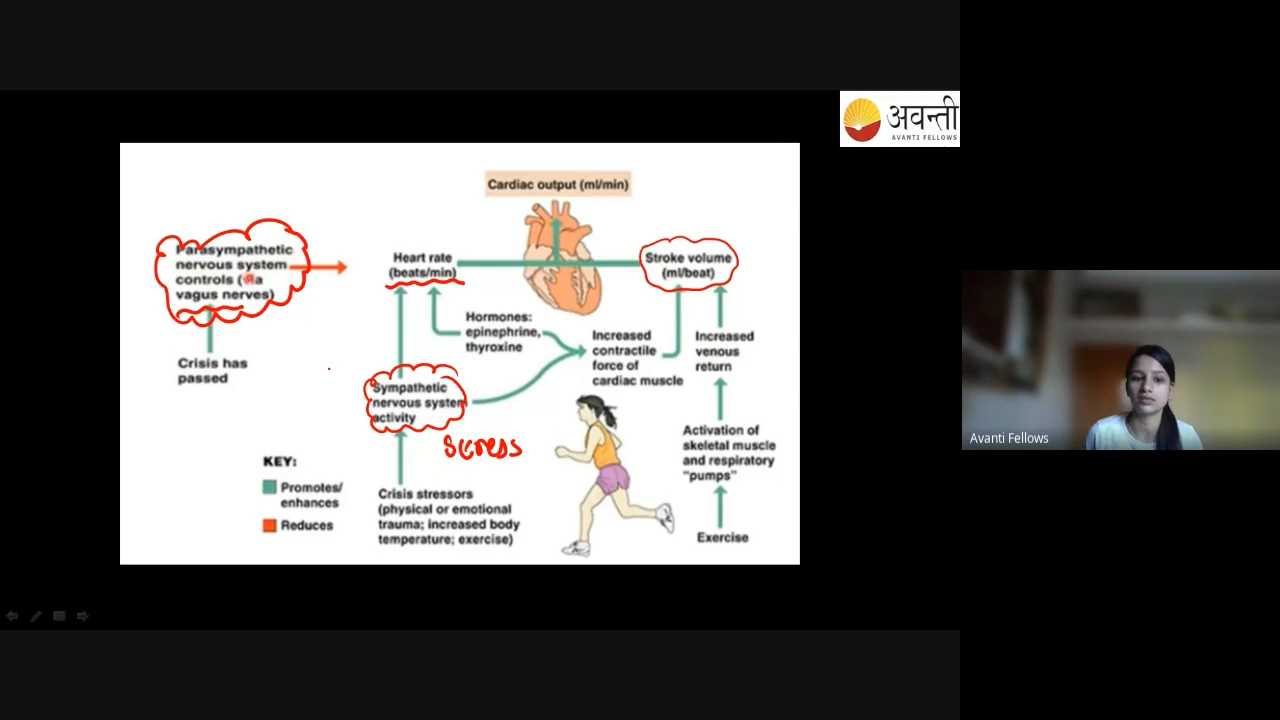 अवन्ती
AVANTI FELLOWS
Cardiac output (ml/min)
Parasympathetic
nervous system
controls
vagus nerves)
Heart rate
(beats/min)
Stroke volume
(ml/beat)
Hormones:
epinephrine,
thyroxine
Increased
contractile
force of
cardiac muscle
Increased
venous
return
Crisis has
passed
Sympathetic
nervous system
activity
stress
Activation of
skeletal muscle
and respiratory
"pumps"
KEY:
Promotes/
enhances
Reduces
Crisis stressors
(physical or emotional
trauma; increased body
temperature; exercise)
Exercise
Avanti Fellows